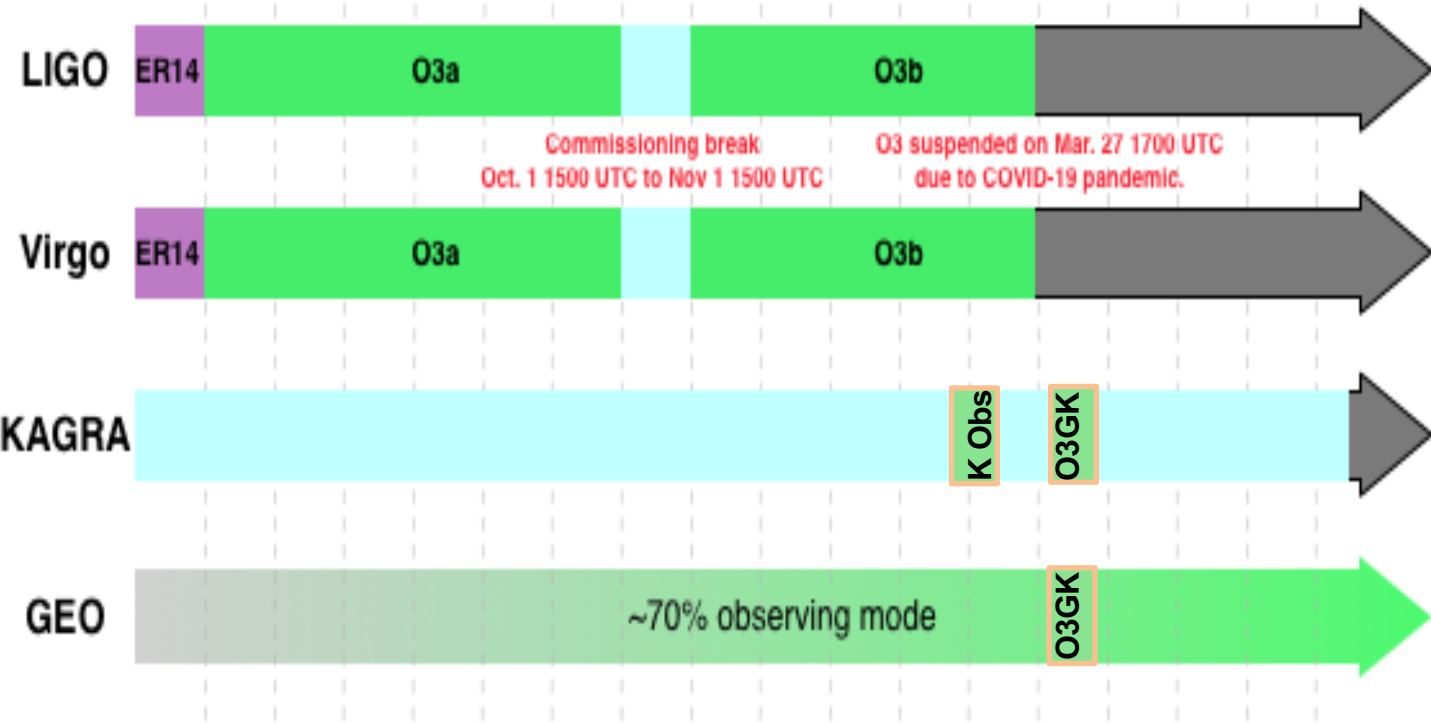 LIGO
ER14
O3a
O3b
Commissioning break
Oct. 1 1500 UTC to Nov 1 1500 UTC
O3 suspended on Mar. 27 1700 UTC
due to COVID-19 pandemic.
Virgo
ER14
O3a
O3b
KAGRA
K Obs
O3GK
GEO
~70% observing mode
O3GK